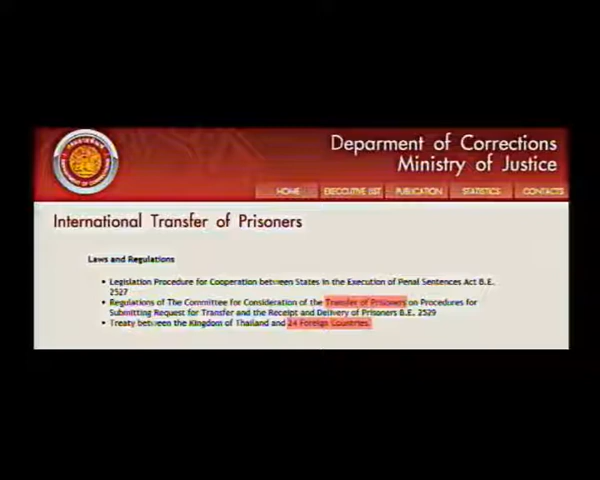 Deparment of Corrections
Ministry of Justice
HOME EXECUTIVE LIST PUBLICATION STATISTICS CONTACTS
International Transfer of Prisoners
Laws and Regulations
• Legislation Procedure for Cooperation between States in the Execution of Penal Sentences Act B.E.
2527
• Regulations of The Committee for Consideration of the Transfer of Prisoners on Procedures for
Submitting Request for Transfer and the Receipt and Delivery of Prisoners B.E. 2529
• Treaty between the Kingdom of Thailand and 24 Foreign Countries.